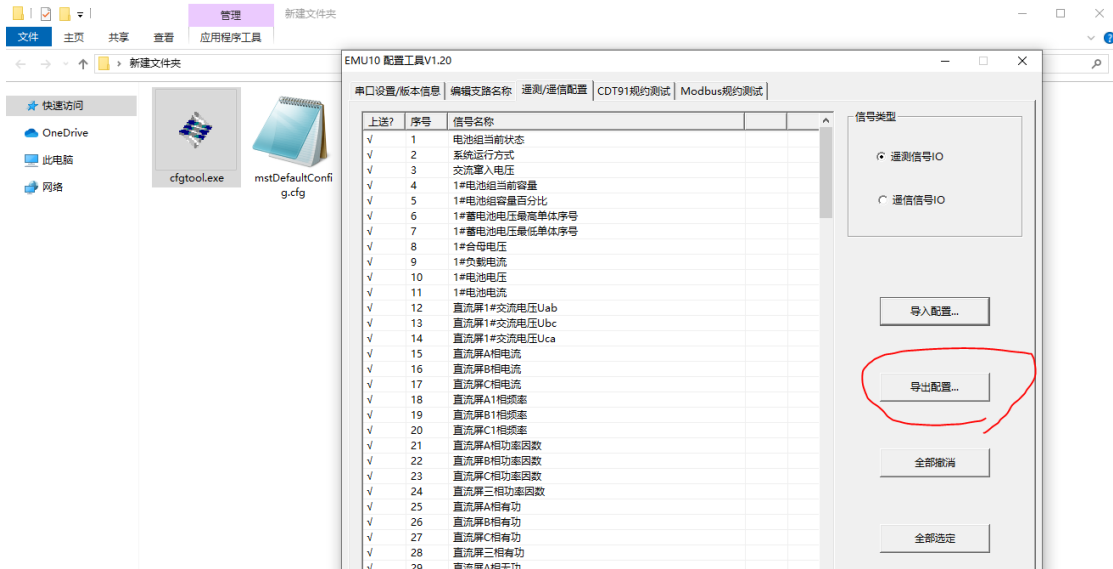 管理
新建文件夹
文件
主页
共享
查看
应用程序工具
新建文件夹
快速访问
OneDrive
此电脑
网络
cfgtool.exe
mstDefaultConfi
g.cfg
EMU10 配置工具V1.20
串口设置/版本信息
编辑支路名称
遥测/遥信配置
CDT91规约测试
Modbus规约测试
上送?
序号
信号名称
√ 1 电池组当前状态
√ 2 系统运行方式
√ 3 交流窜入电压
√ 4 1#电池组当前容量
√ 5 1#电池组容量百分比
√ 6 1#蓄电池电压最高单体序号
√ 7 1#蓄电池电压最低单体序号
√ 8 1#合母电压
√ 9 1#负载电流
√ 10 1#电池电压
√ 11 1#电池电流
√ 12 直流屏1#交流电压Uab
√ 13 直流屏1#交流电压Ubc
√ 14 直流屏1#交流电压Uca
√ 15 直流屏A相电流
√ 16 直流屏B相电流
√ 17 直流屏C相电流
√ 18 直流屏A1相频率
√ 19 直流屏B1相频率
√ 20 直流屏C1相频率
√ 21 直流屏A相功率因数
√ 22 直流屏B相功率因数
√ 23 直流屏C相功率因数
√ 24 直流屏三相功率因数
√ 25 直流屏A相有功
√ 26 直流屏B相有功
√ 27 直流屏C相有功
√ 28 直流屏三相有功
√ 29 直流屏A相无功
信号类型
遥测信号IO
遥信信号IO
导入配置...
导出配置...
全部撤消
全部选定